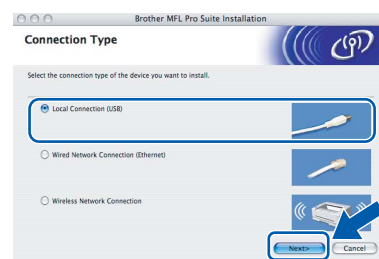 Brother MFL Pro Suite Installation
Connection Type
Select the connection type of the device you want to install.
Local Connection (USB)
Wired Network Connection (Ethernet)
Wireless Network Connection
Next> Cancel